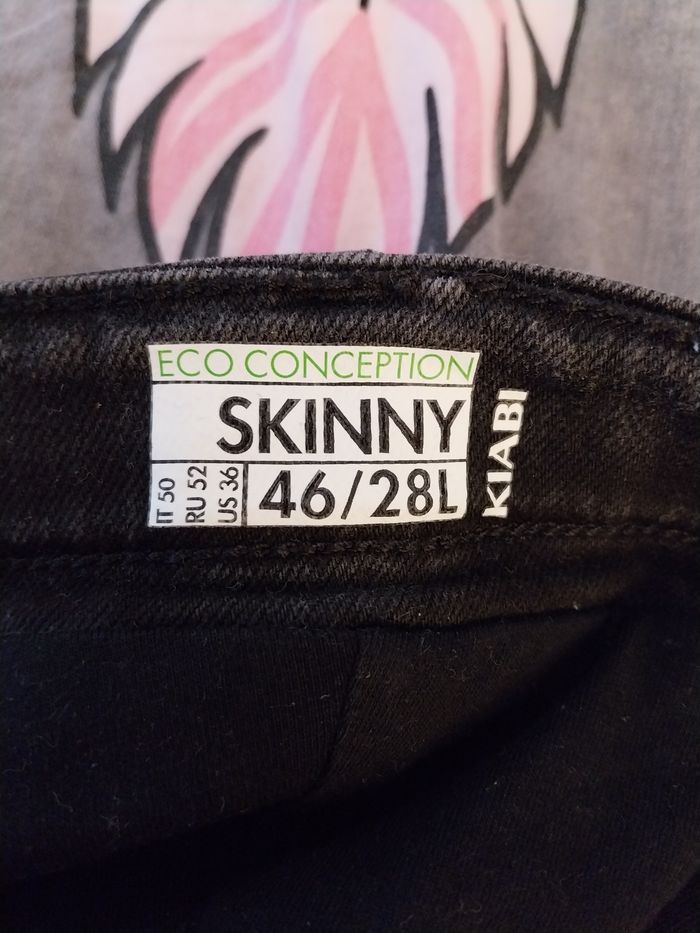 ECO CONCEPTION
SKINNY
IT 50
RU 52
US 36
46/28L
KIABI